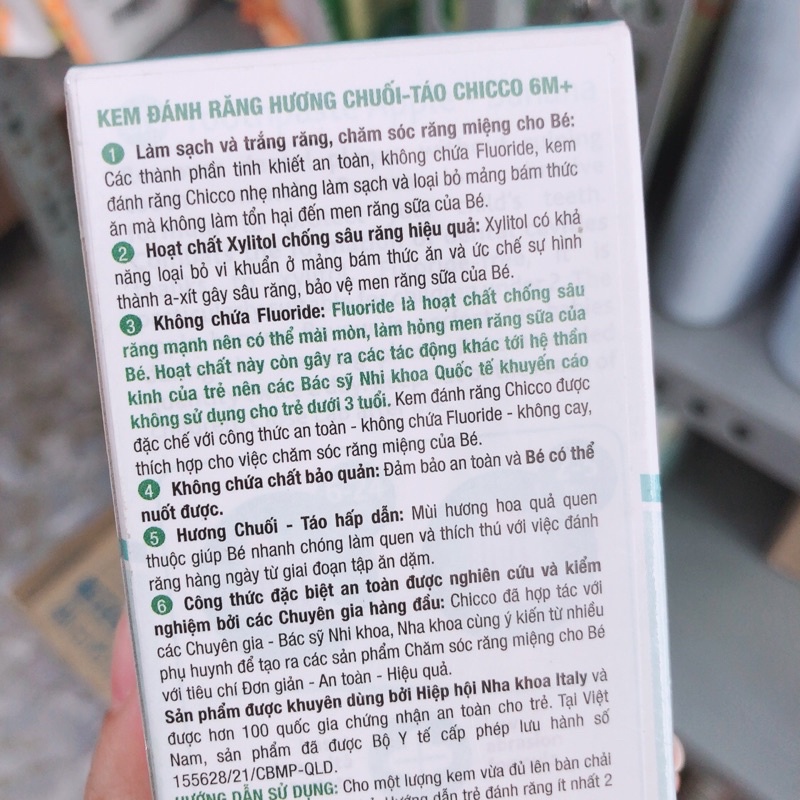 KEM ĐÁNH RĂNG HƯƠNG CHUỐI-TÁO CHICCO 6M+
1 Làm sạch và trắng răng, chăm sóc răng miệng cho Bé:
Các thành phần tinh khiết an toàn, không chứa Fluoride, kem
đánh răng Chicco nhẹ nhàng làm sạch và loại bỏ mảng bám thức
ăn mà không làm tổn hại đến men răng sữa của Bé.
2 Hoạt chất Xylitol chống sâu răng hiệu quả: Xylitol có khả
năng loại bỏ vi khuẩn ở mảng bám thức ăn và ức chế sự hình
thành a-xít gây sâu răng, bảo vệ men răng sữa của Bé.
3 Không chứa Fluoride: Fluoride là hoạt chất chống sâu
răng mạnh nên có thể mài mòn, làm hỏng men răng sữa của
Bé. Hoạt chất này còn gây ra các tác động khác tới hệ thần
kinh của trẻ nên các Bác sỹ Nhi khoa Quốc tế khuyến cáo
không sử dụng cho trẻ dưới 3 tuổi. Kem đánh răng Chicco được
đặc chế với công thức an toàn - không chứa Fluoride - không cay,
thích hợp cho việc chăm sóc răng miệng của Bé.
4 Không chứa chất bảo quản: Đảm bảo an toàn và Bé có thể
nuốt được.
5 Hương Chuối - Táo hấp dẫn: Mùi hương hoa quả quen
thuộc giúp Bé nhanh chóng làm quen và thích thú với việc đánh
răng hàng ngày từ giai đoạn tập ăn dặm.
6 Công thức đặc biệt an toàn được nghiên cứu và kiểm
nghiệm bởi các Chuyên gia hàng đầu: Chicco đã hợp tác với
các Chuyên gia - Bác sỹ Nhi khoa, Nha khoa cùng ý kiến từ nhiều
phụ huynh để tạo ra các sản phẩm Chăm sóc răng miệng cho Bé
với tiêu chí Đơn giản - An toàn - Hiệu quả.
Sản phẩm được khuyên dùng bởi Hiệp hội Nha khoa Italy và
được hơn 100 quốc gia chứng nhận an toàn cho trẻ. Tại Việt
Nam, sản phẩm đã được Bộ Y tế cấp phép lưu hành số
155628/21/CBMP-QLD.
HƯỚNG DẪN SỬ DỤNG: Cho một lượng kem vừa đủ lên bàn chải
Hướng dẫn trẻ đánh răng ít nhất 2